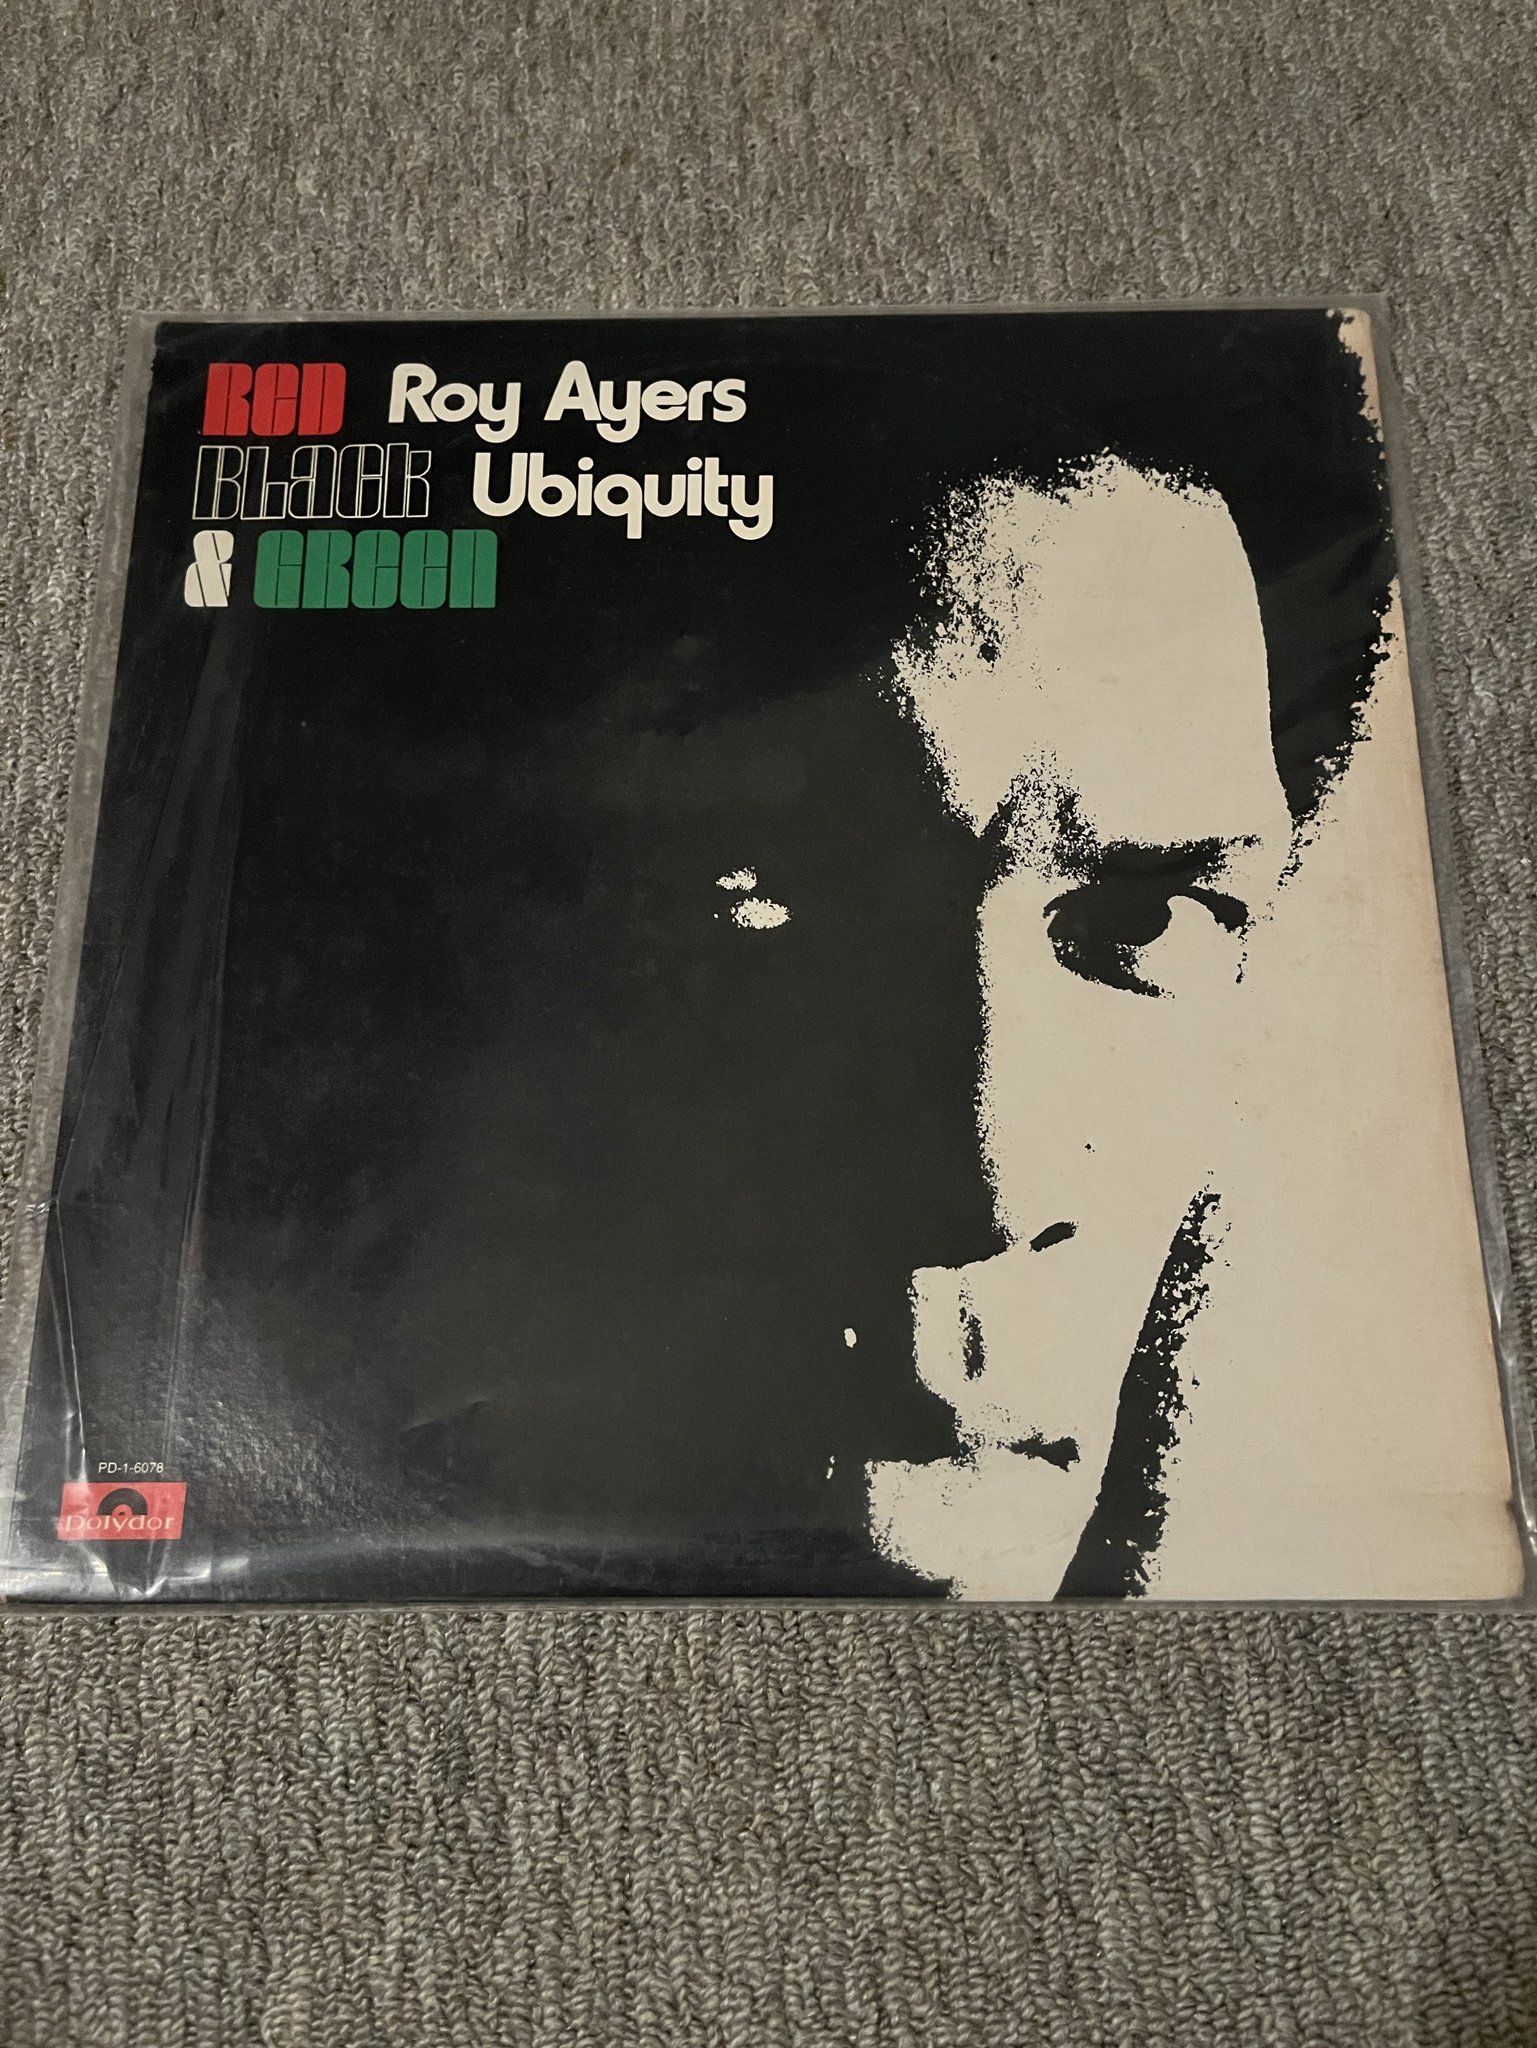 RED
BLACK
& GREEN
Roy Ayers
Ubiquity
PD-1-6078
Polydor